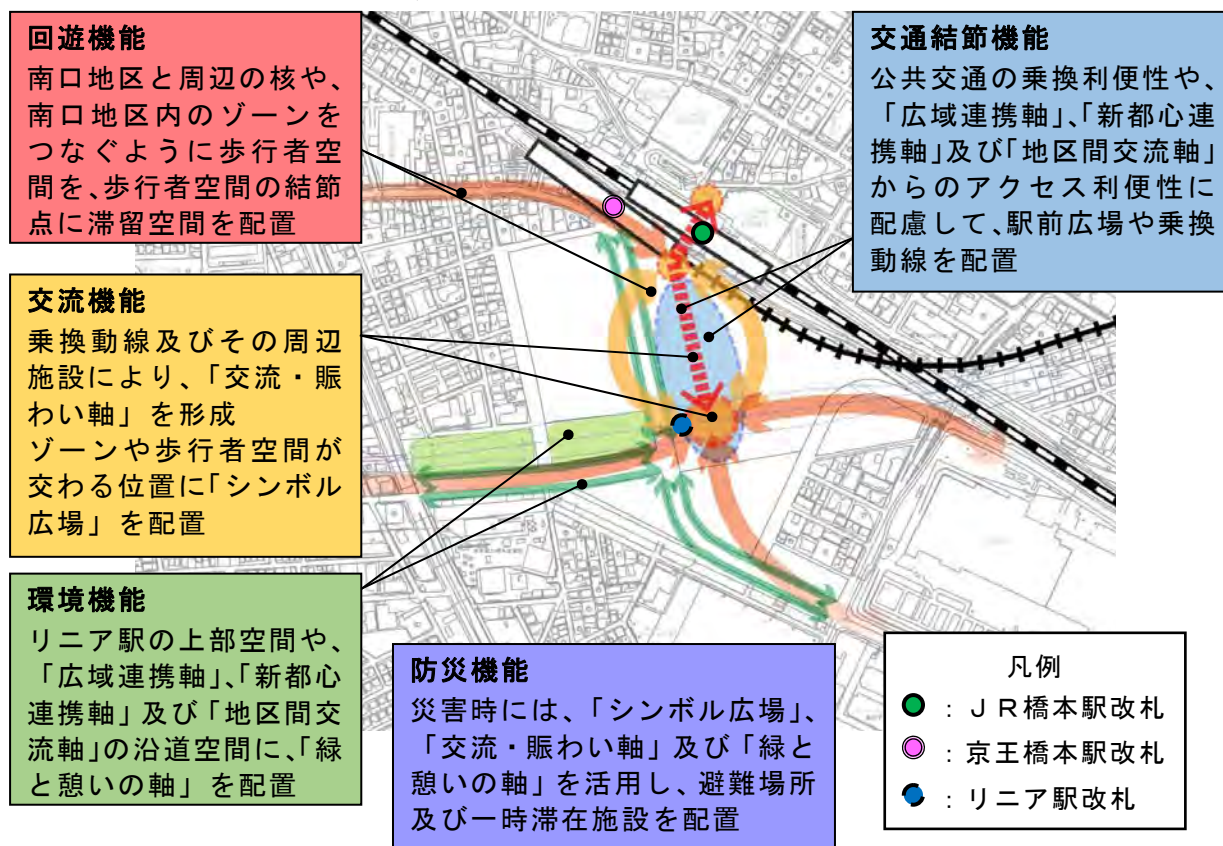 回遊機能
南口地区と周辺の核や、
南口地区内のゾーンを
つなぐように歩行者空
間を、歩行者空間の結節
点に滞留空間を配置
交流機能
乗換動線及びその周辺
施設により、「交流・賑
わい軸」を形成
ゾーンや歩行者空間が
交わる位置に「シンボル
広場」を配置
環境機能
リニア駅の上部空間や、
「広域連携軸」、「新都心
連携軸」及び「地区間交
流軸」の沿道空間に、「緑
と憩いの軸」を配置
交通結節機能
公共交通の乗換利便性や、
「広域連携軸」、「新都心連
携軸」及び「地区間交流軸」
からのアクセス利便性に
配慮して、駅前広場や乗換
動線を配置
防災機能
災害時には、「シンボル広場」、
「交流・賑わい軸」及び「緑と
憩いの軸」を活用し、避難場所
及び一時滞在施設を配置
凡例
：ＪＲ橋本駅改札
：京王橋本駅改札
：リニア駅改札